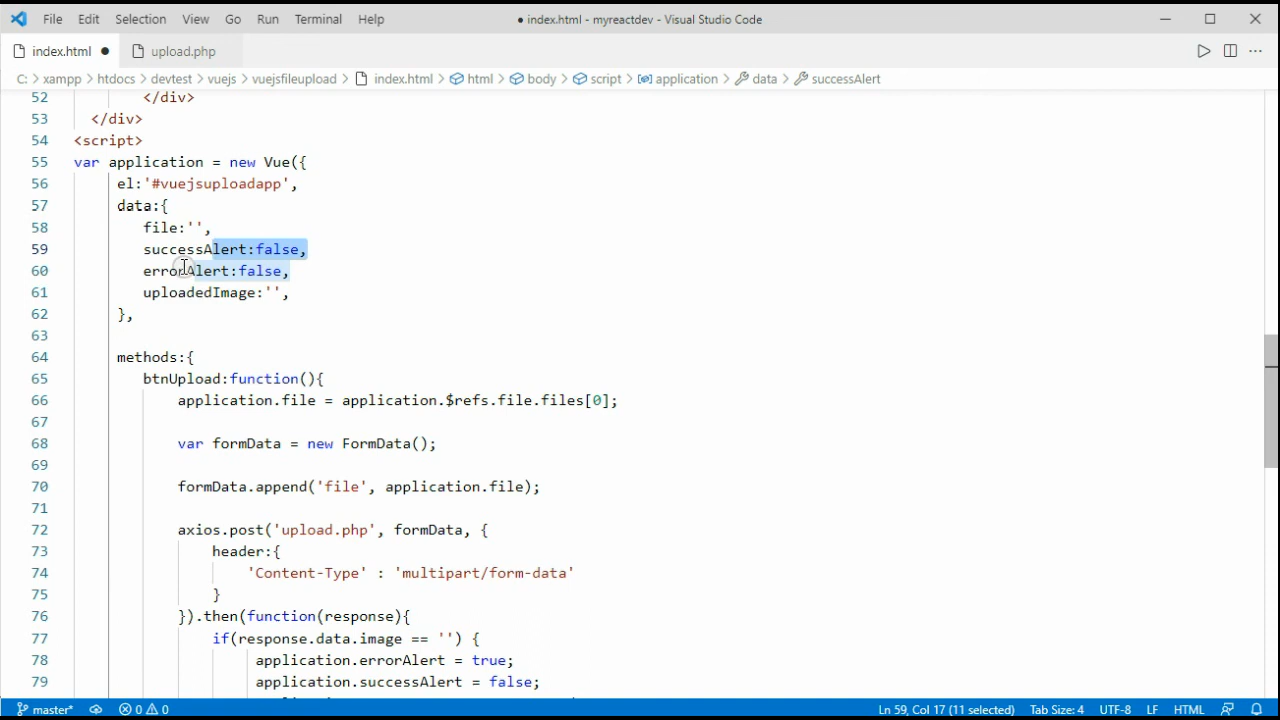 File Edit Selection View Go Run Terminal Help ● index.html - myreactdev - Visual Studio Code
index.html ● upload.php
C: > xampp > htdocs > devtest > vuejs > vuejsfileupload > index.html > html > body > script > application > data > successAlert
52 </div>
53 </div>
54 <script>
55 var application = new Vue({
56 el:'#vuejsuploadapp',
57 data:{
58 file:'',
59 successAlert:false,
60 errorAlert:false,
61 uploadedImage:'',
62 },
63
64 methods:{
65 btnUpload:function(){
66 application.file = application.$refs.file.files[0];
67
68 var formData = new FormData();
69
70 formData.append('file', application.file);
71
72 axios.post('upload.php', formData, {
73 header:{
74 'Content-Type' : 'multipart/form-data'
75 }
76 }).then(function(response){
77 if(response.data.image == '') {
78 application.errorAlert = true;
79 application.successAlert = false;
master* 0 0 Ln 59, Col 17 (11 selected) Tab Size: 4 UTF-8 LF HTML